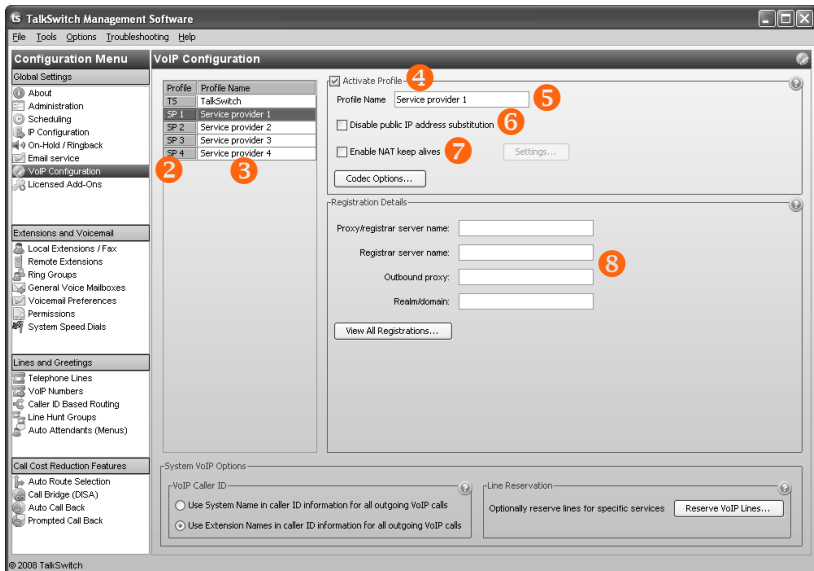 ts TalkSwitch Management Software
File Tools Options Troubleshooting Help
Configuration Menu
Global Settings
About
Administration
Scheduling
IP Configuration
On-Hold / Ringback
Email service
VoIP Configuration
Licensed Add-Ons
Extensions and Voicemail
Local Extensions / Fax
Remote Extensions
Ring Groups
General Voice Mailboxes
Voicemail Preferences
Permissions
System Speed Dials
Lines and Greetings
Telephone Lines
VoIP Numbers
Caller ID Based Routing
Line Hunt Groups
Auto Attendants (Menus)
Call Cost Reduction Features
Auto Route Selection
Call Bridge (DISA)
Auto Call Back
Prompted Call Back
VoIP Configuration
Profile Profile Name
TS TalkSwitch
SP 1 Service provider 1
SP 2 Service provider 2
SP 3 Service provider 3
SP 4 Service provider 4
2 3
Activate Profile 4
Profile Name Service provider 1 5
Disable public IP address substitution 6
Enable NAT keep alives 7 Settings...
Codec Options...
Registration Details
Proxy/registrar server name:
Registrar server name:
8
Outbound proxy:
Realm/domain:
View All Registrations...
System VoIP Options
VoIP Caller ID
Use System Name in caller ID information for all outgoing VoIP calls
Use Extension Names in caller ID information for all outgoing VoIP calls
Line Reservation
Optionally reserve lines for specific services Reserve VoIP Lines...
© 2008 TalkSwitch